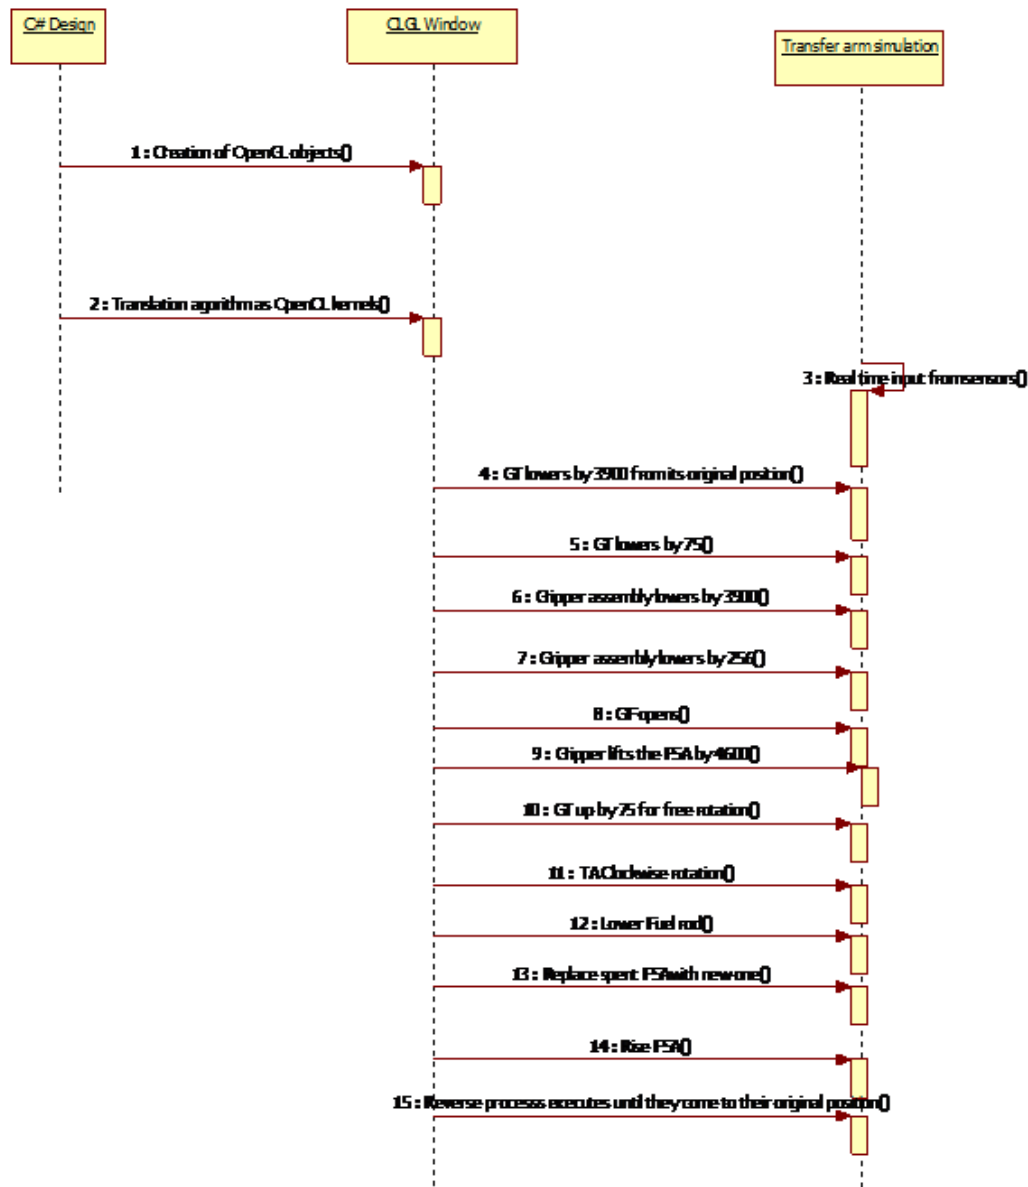 C# Design
CLGL Window
Transfer arm simulation
1 : Creation of OpenGL objects()
2 : Translation agorithm as OpenCL kernels()
3 : Real time input from sensors()
4 : GT lowers by 3900 from its original position()
5 : GT lowers by 75()
6 : Gripper assembly lowers by 3900()
7 : Gripper assembly lowers by 256()
8 : GF opens()
9 : Gripper lifts the FSA by 4600()
10 : GT up by 75 for free rotation()
11 : TA Clockwise rotation()
12 : Lower Fuel rod()
13 : Replace spent FSA with new one()
14 : Rise FSA()
15 : Reverse processs executes until they come to their original position()